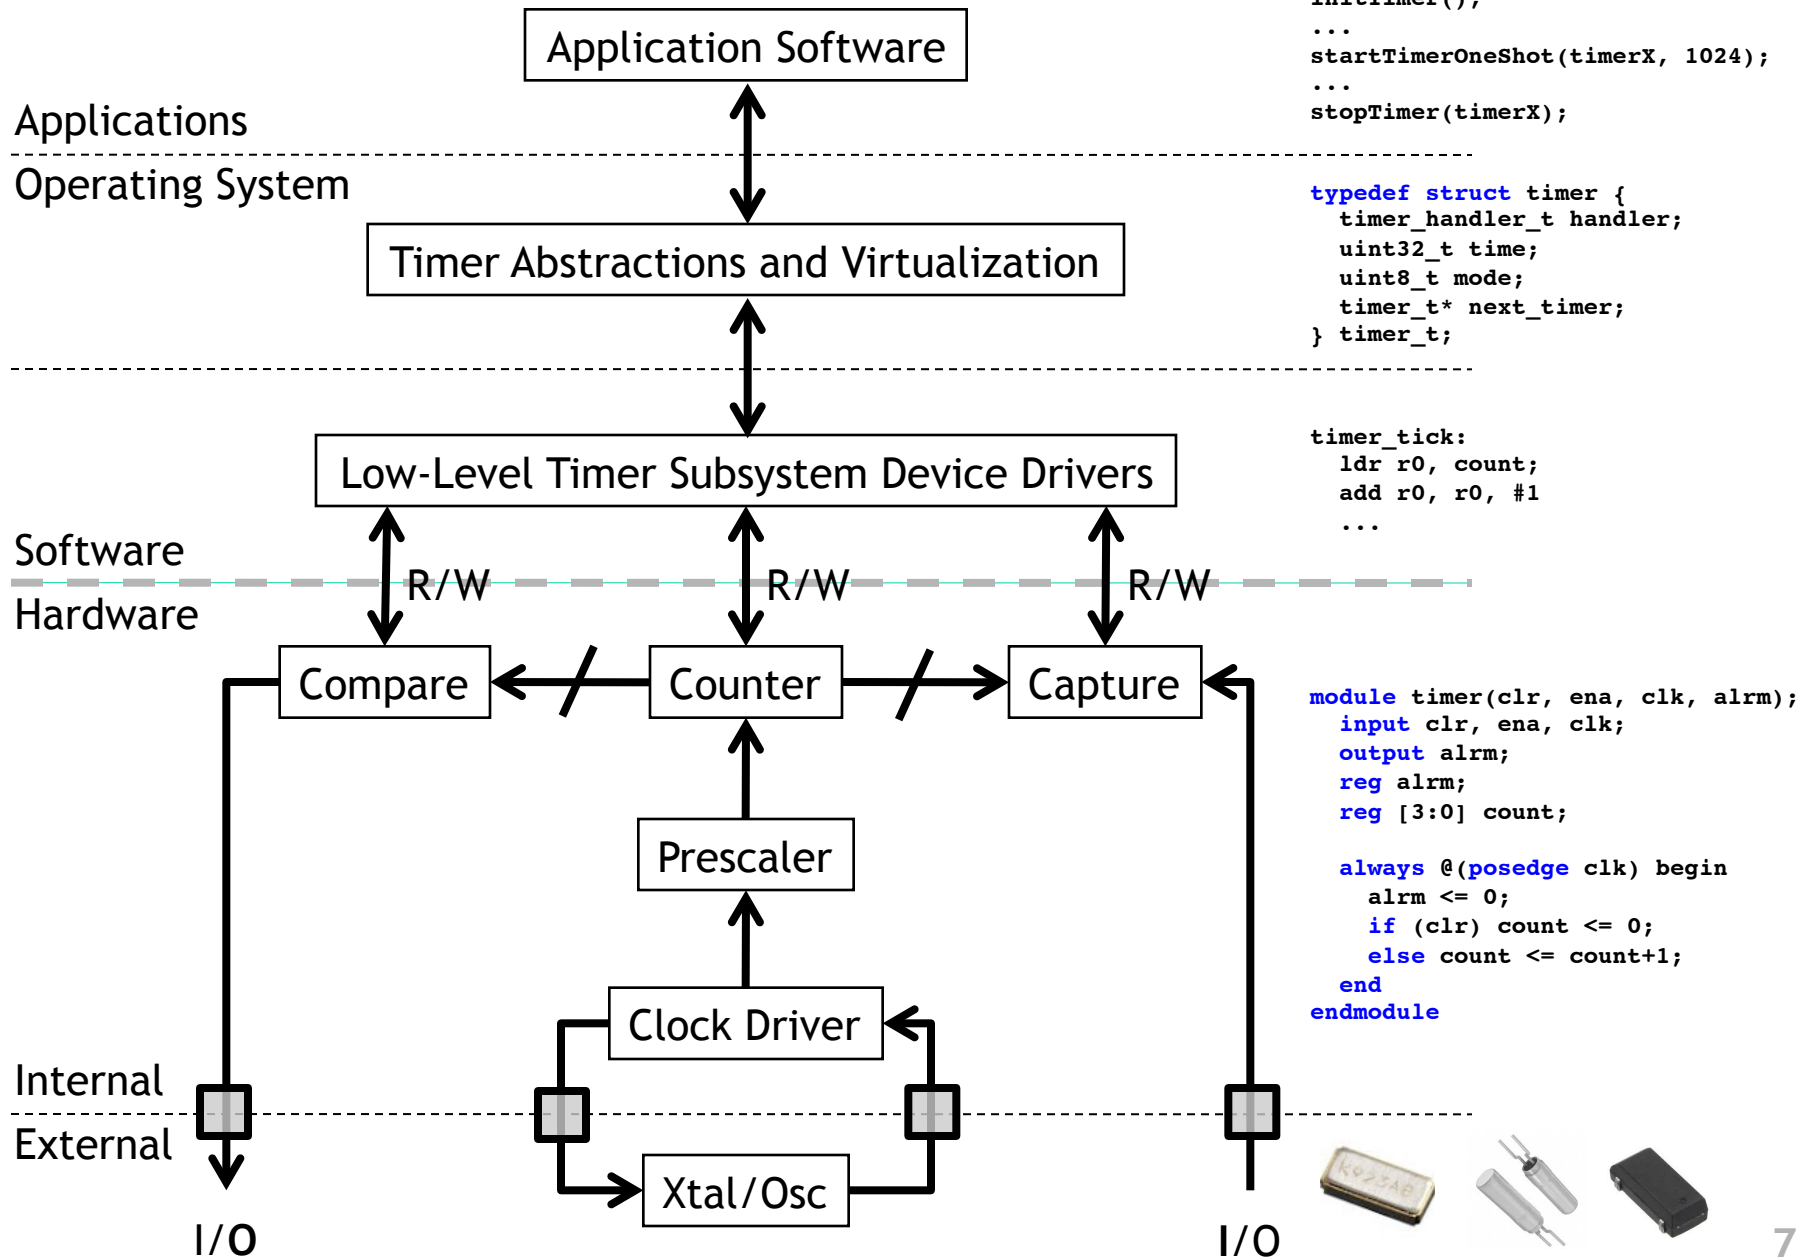 Application Software
Applications
Operating System
Timer Abstractions and Virtualization
Low-Level Timer Subsystem Device Drivers
Software
R/W
R/W
R/W
Hardware
Compare
Counter
Capture
Prescaler
Clock Driver
Internal
External
Xtal/Osc
I/O
I/O
initTimer();
...
startTimerOneShot(timerX, 1024);
...
stopTimer(timerX);
typedef struct timer {
timer_handler_t handler;
uint32_t time;
uint8_t mode;
timer_t* next_timer;
} timer_t;
timer_tick:
ldr r0, count;
add r0, r0, #1
...
module timer(clr, ena, clk, alrm);
input clr, ena, clk;
output alrm;
reg alrm;
reg [3:0] count;
always @(posedge clk) begin
alrm <= 0;
if (clr) count <= 0;
else count <= count+1;
end
endmodule
K923AB
7